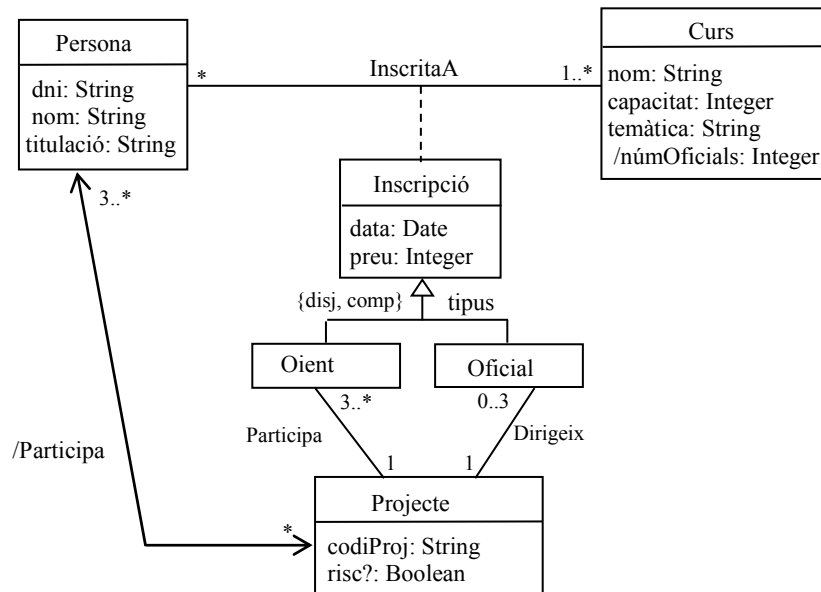 Persona
dni: String
nom: String
titulació: String
*
InscritaA
1..*
Curs
nom: String
capacitat: Integer
temàtica: String
/númOficials: Integer
3..*
Inscripció
data: Date
preu: Integer
{disj, comp}
tipus
Oient
Oficial
3..*
0..3
Participa
Dirigeix
/Participa
1
1
Projecte
*
codiProj: String
risc?: Boolean